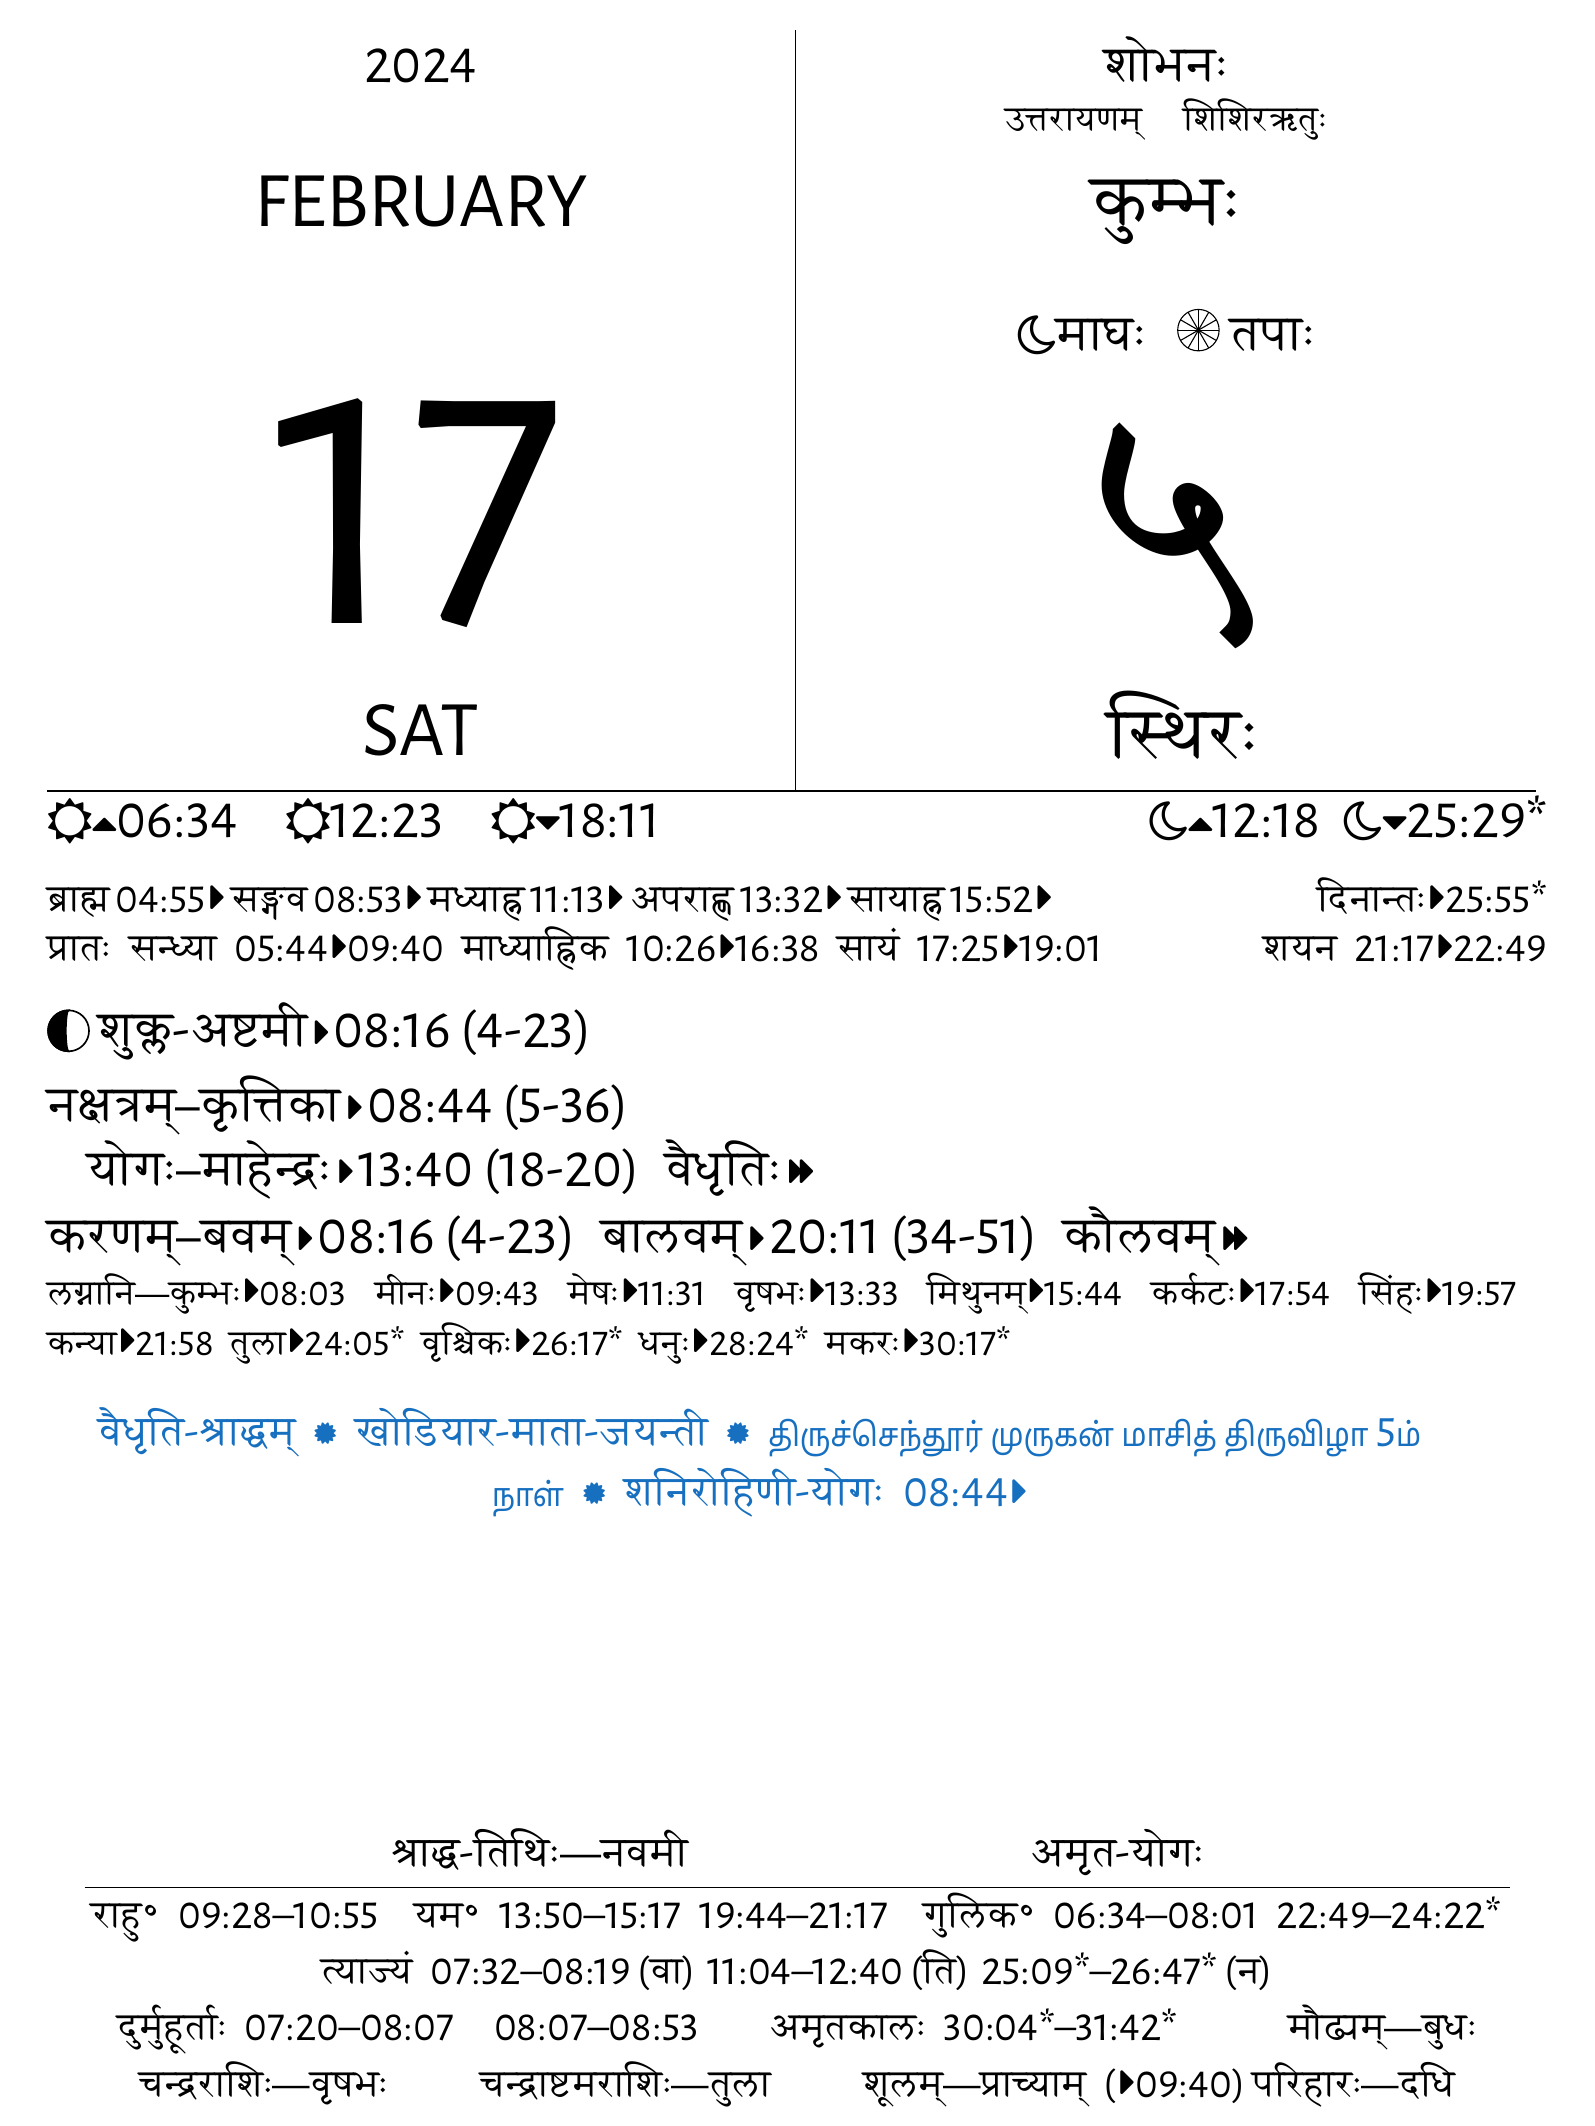 2024
FEBRUARY
17
SAT
शोभनः
उत्तरायणम् शिशिरऋतुः
कुम्भः
माघः तपाः
५
स्थिरः
06:34 12:23 18:11 12:18 25:29*
ब्राह्म 04:55 सङ्गव 08:53 मध्याह्न 11:13 अपराह्ण 13:32 सायाह्न 15:52 दिनान्तः 25:55*
प्रातः सन्ध्या 05:44 09:40 माध्याह्निक 10:26 16:38 सायं 17:25 19:01 शयन 21:17 22:49
शुक्ल-अष्टमी 08:16 (4-23)
नक्षत्रम्–कृत्तिका 08:44 (5-36)
योगः–माहेन्द्रः 13:40 (18-20) वैधृतिः
करणम्–बवम् 08:16 (4-23) बालवम् 20:11 (34-51) कौलवम्
लग्नानि—कुम्भः 08:03 मीनः 09:43 मेषः 11:31 वृषभः 13:33 मिथुनम् 15:44 कर्कटः 17:54 सिंहः 19:57
कन्या 21:58 तुला 24:05* वृश्चिकः 26:17* धनुः 28:24* मकरः 30:17*
वैधृति-श्राद्धम् ✹ खोडियार-माता-जयन्ती ✹ திருச்செந்தூர் முருகன் மாசித் திருவிழா 5ம்
நாள் ✹ शनिरोहिणी-योगः 08:44
श्राद्ध-तिथिः—नवमी अमृत-योगः
राहु° 09:28–10:55 यम° 13:50–15:17 19:44–21:17 गुलिक° 06:34–08:01 22:49–24:22*
त्याज्यं 07:32–08:19 (वा) 11:04–12:40 (ति) 25:09*–26:47* (न)
दुर्मुहूर्ताः 07:20–08:07 08:07–08:53 अमृतकालः 30:04*–31:42* मौढ्यम्—बुधः
चन्द्रराशिः—वृषभः चन्द्राष्टमराशिः—तुला शूलम्—प्राच्याम् (09:40) परिहारः—दधि